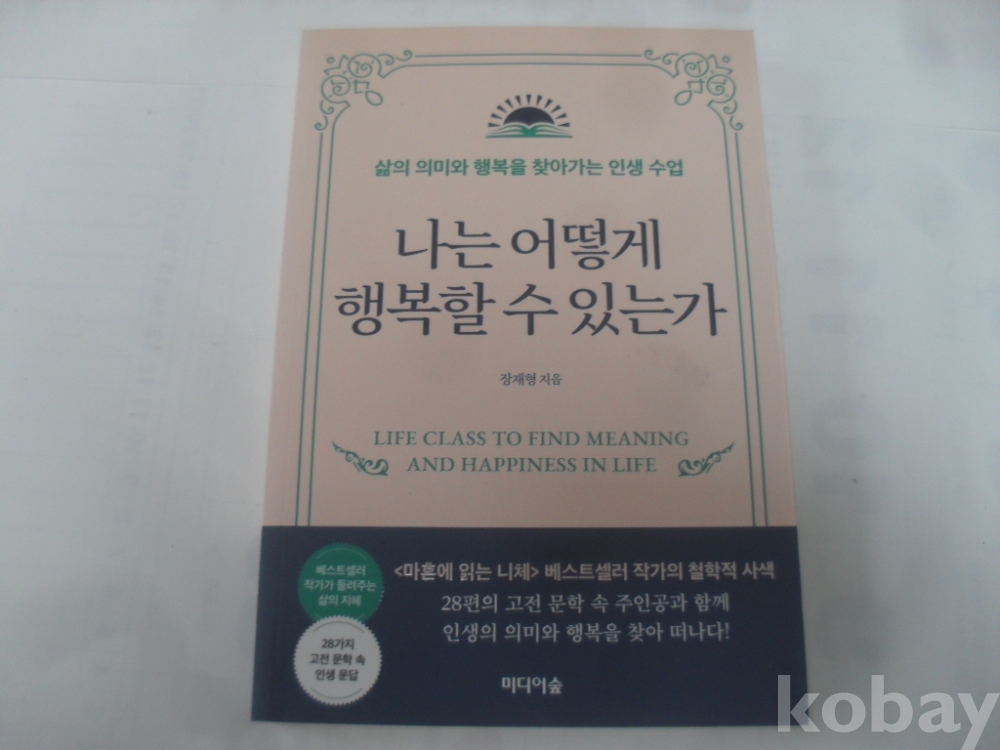 삶의 의미와 행복을 찾아가는 인생 수업
나는 어떻게
행복할 수 있는가
장재형 지음
LIFE CLASS TO FIND MEANING
AND HAPPINESS IN LIFE
베스트셀러
작가가 들려주는
삶의 지혜
<마흔에 읽는 니체> 베스트셀러 작가의 철학적 사색
28편의 고전 문학 속 주인공과 함께
인생의 의미와 행복을 찾아 떠나다!
28가지
고전 문학 속
인생 문답
미디어숲
kobay